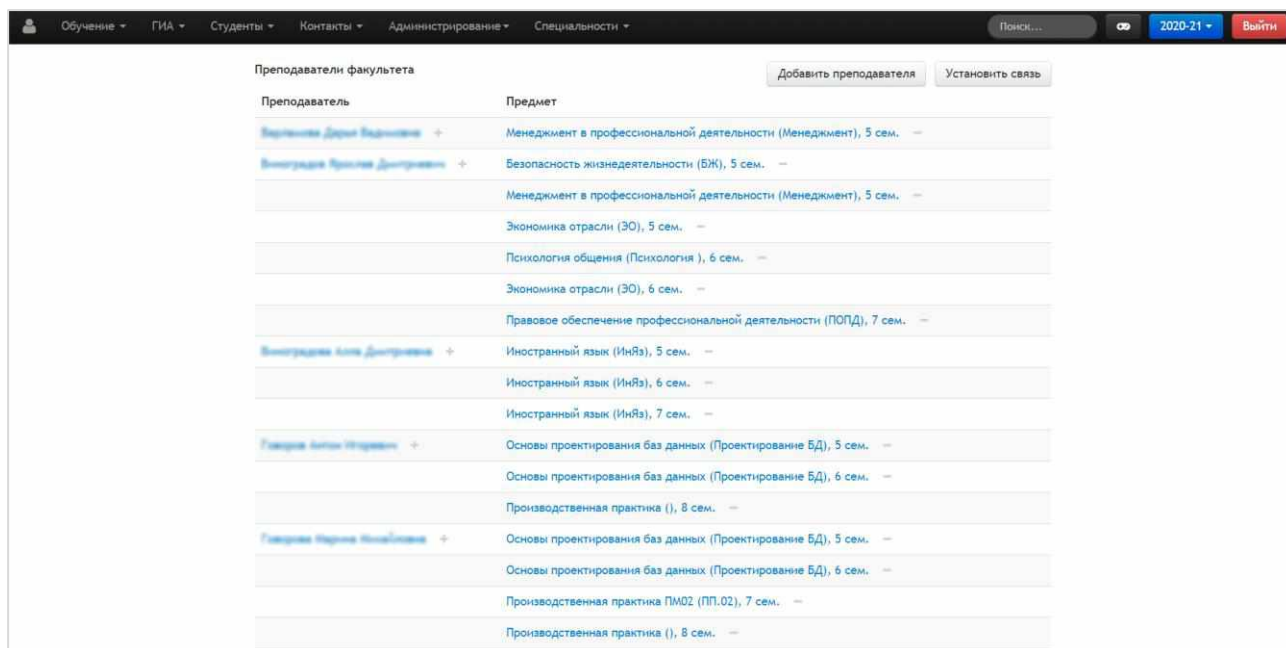 Обучение ГИА Студенты Контакты Администрирование Специальности Поиск... 2020-21 Выйти
Преподаватели факультета Добавить преподавателя Установить связь
Преподаватель Предмет
+ Менеджмент в профессиональной деятельности (Менеджмент), 5 сем. —
+ Безопасность жизнедеятельности (БЖ), 5 сем. —
Менеджмент в профессиональной деятельности (Менеджмент), 5 сем. —
Экономика отрасли (ЭО), 5 сем. —
Психология общения (Психология ), 6 сем. —
Экономика отрасли (ЭО), 6 сем. —
Правовое обеспечение профессиональной деятельности (ПОПД), 7 сем. —
+ Иностранный язык (ИнЯз), 5 сем. —
Иностранный язык (ИнЯз), 6 сем. —
Иностранный язык (ИнЯз), 7 сем. —
+ Основы проектирования баз данных (Проектирование БД), 5 сем. —
Основы проектирования баз данных (Проектирование БД), 6 сем. —
Производственная практика (), 8 сем. —
+ Основы проектирования баз данных (Проектирование БД), 5 сем. —
Основы проектирования баз данных (Проектирование БД), 6 сем. —
Производственная практика ПМ02 (ПП.02), 7 сем. —
Производственная практика (), 8 сем. —